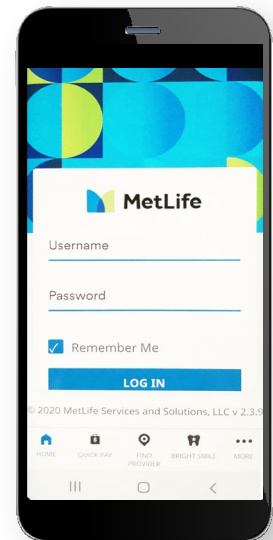 MetLife
Username
Password
Remember Me
LOG IN
© 2020 MetLife Services and Solutions, LLC v 2.3.9
HOME QUICK PAY FIND PROVIDER BRIGHT SMILE MORE